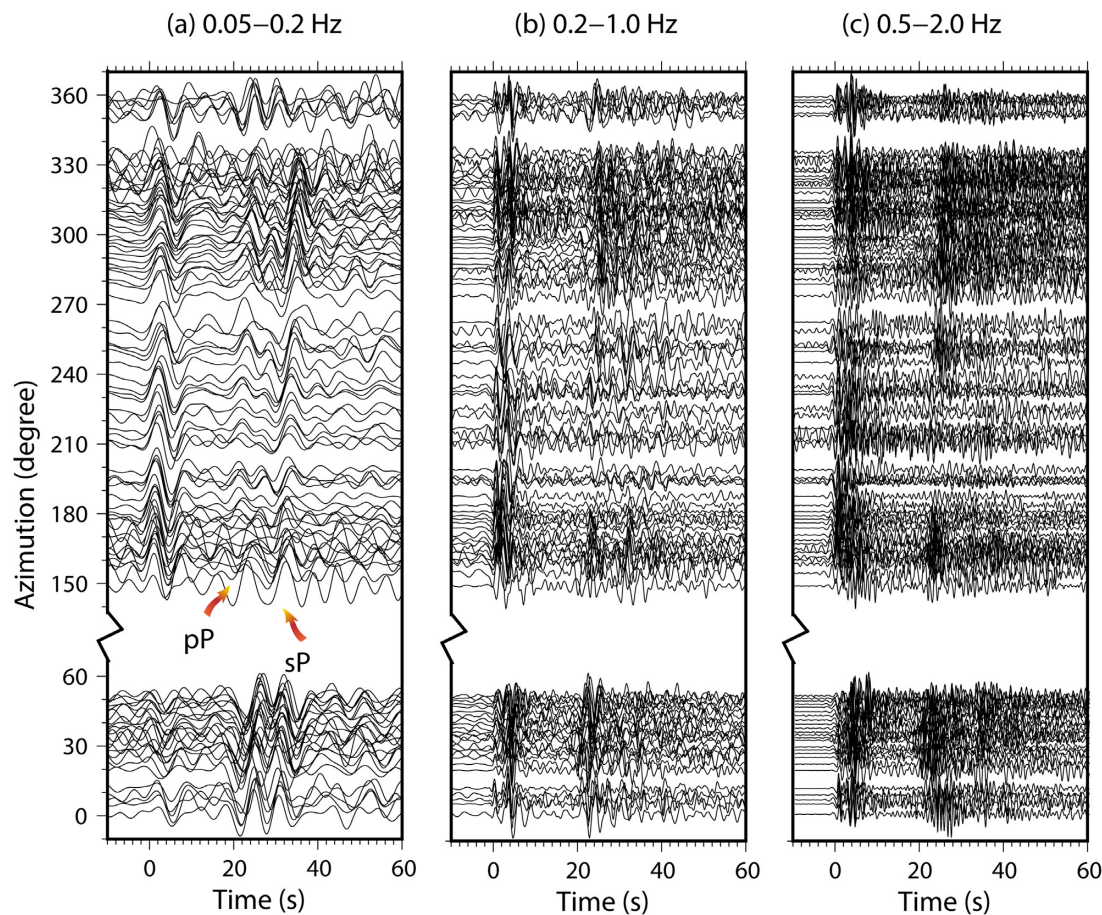 (a) 0.05–0.2 Hz
(b) 0.2–1.0 Hz
(c) 0.5–2.0 Hz
Azimution (degree)
360
330
300
270
240
210
180
150
60
30
0
pP
sP
0 20 40 60
0 20 40 60
0 20 40 60
Time (s)
Time (s)
Time (s)